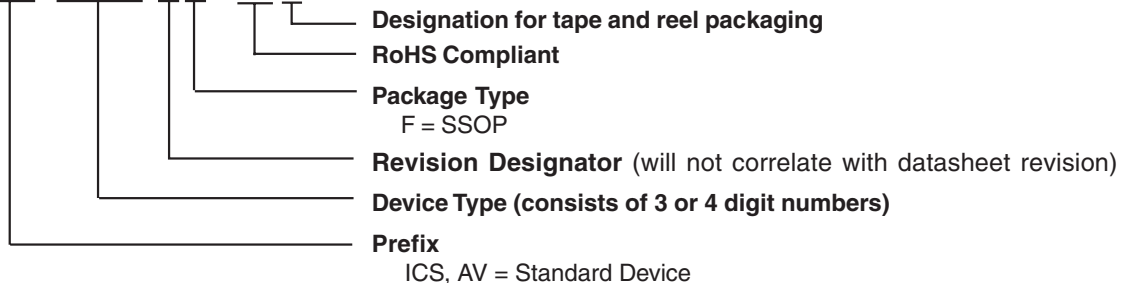 Designation for tape and reel packaging
RoHS Compliant
Package Type
F = SSOP
Revision Designator (will not correlate with datasheet revision)
Device Type (consists of 3 or 4 digit numbers)
Prefix
ICS, AV = Standard Device